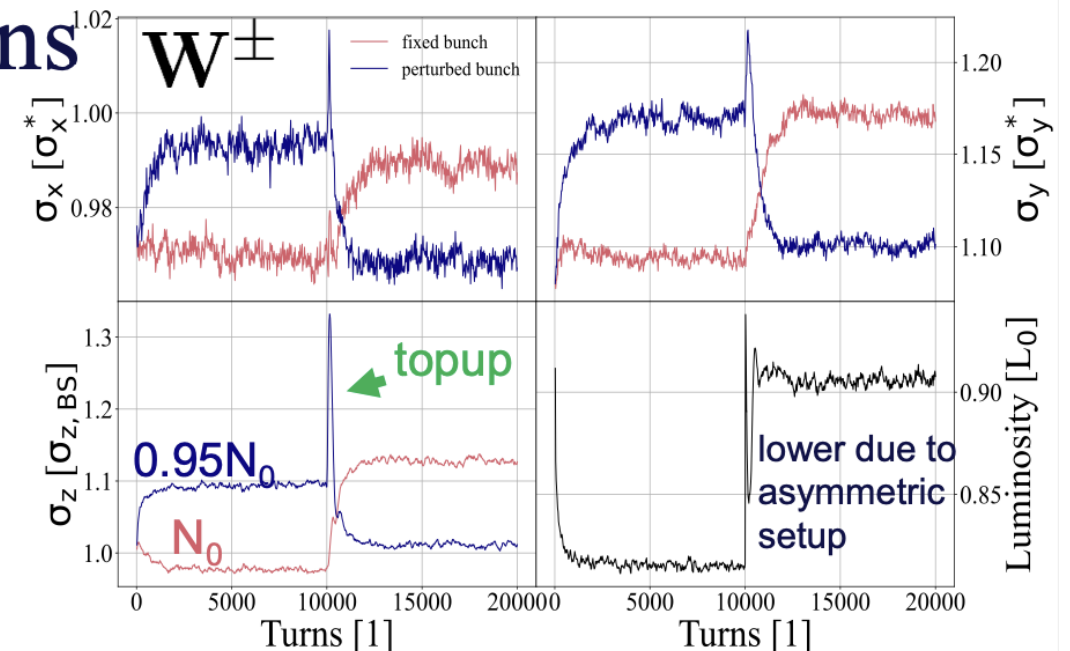 ns
W±
fixed bunch
perturbed bunch
1.02
1.00
0.98
σx [σx*]
1.20
1.15
1.10
σy [σy*]
1.3
1.2
1.1
1.0
σz [σz, BS]
topup
0.95N0
N0
0.90
0.85
Luminosity [L0]
lower due to
asymmetric
setup
0 5000 10000 15000 20000
0 5000 10000 15000 20000
Turns [1]
Turns [1]